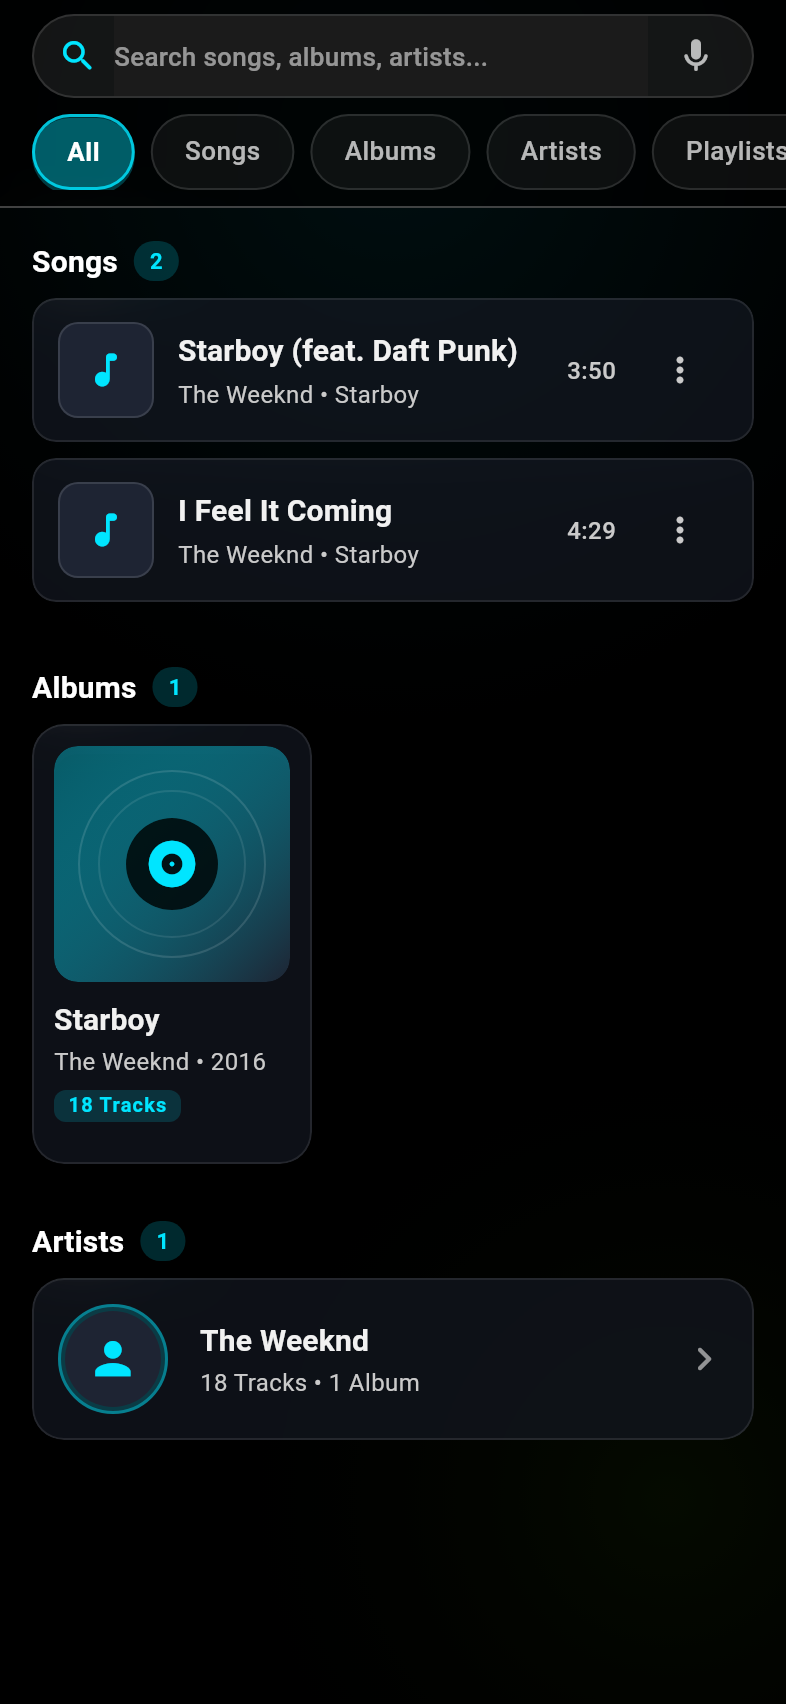 Search songs, albums, artists...
All Songs Albums Artists Playlists
Songs 2
Starboy (feat. Daft Punk)
The Weeknd • Starboy
3:50
I Feel It Coming
The Weeknd • Starboy
4:29
Albums 1
Starboy
The Weeknd • 2016
18 Tracks
Artists 1
The Weeknd
18 Tracks • 1 Album